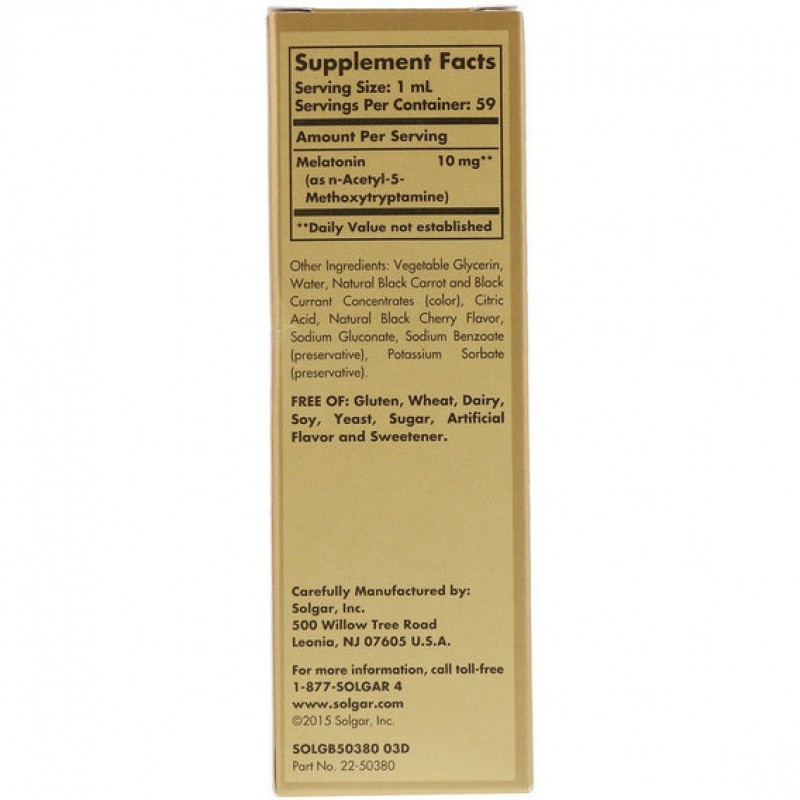 Supplement Facts
Serving Size: 1 mL
Servings Per Container: 59
Amount Per Serving
Melatonin 10 mg**
(as n-Acetyl-5-
Methoxytryptamine)
**Daily Value not established
Other Ingredients: Vegetable Glycerin,
Water, Natural Black Carrot and Black
Currant Concentrates (color), Citric
Acid, Natural Black Cherry Flavor,
Sodium Gluconate, Sodium Benzoate
(preservative), Potassium Sorbate
(preservative).
FREE OF: Gluten, Wheat, Dairy,
Soy, Yeast, Sugar, Artificial
Flavor and Sweetener.
Carefully Manufactured by:
Solgar, Inc.
500 Willow Tree Road
Leonia, NJ 07605 U.S.A.
For more information, call toll-free
1-877-SOLGAR 4
www.solgar.com
©2015 Solgar, Inc.
SOLGB50380 03D
Part No. 22-50380